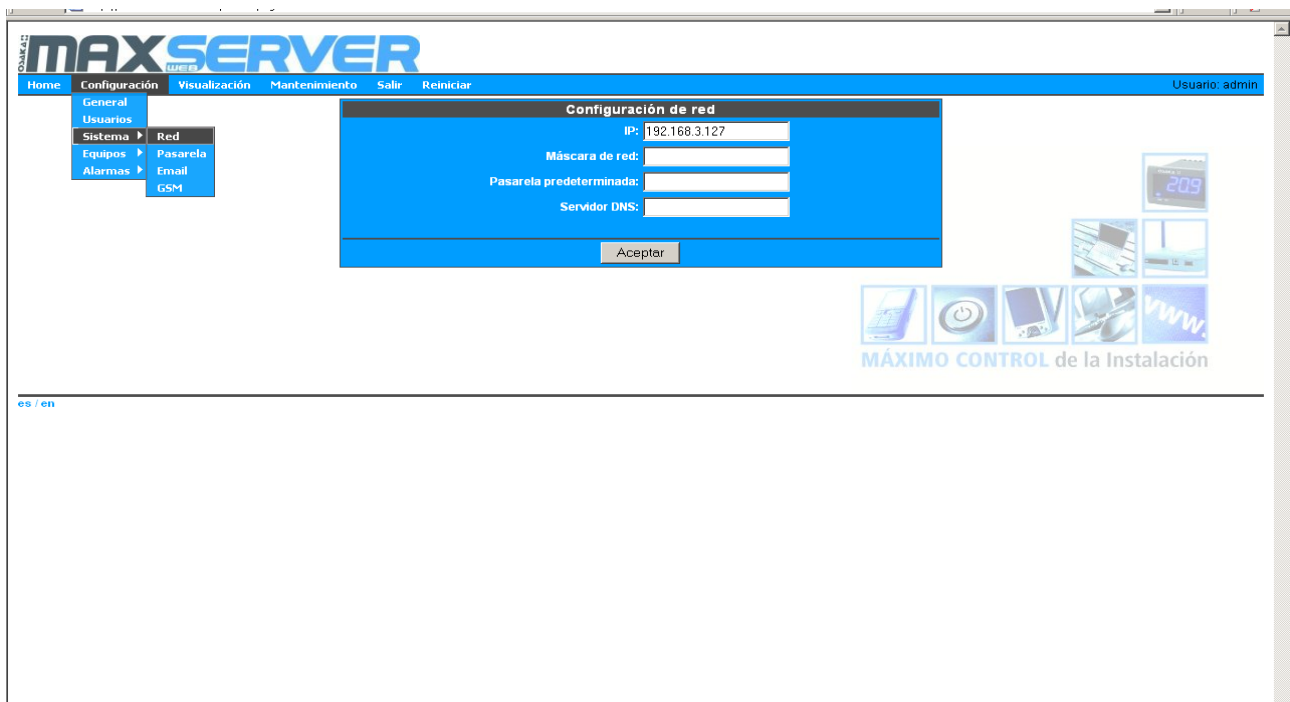 OSAKA
MAXSERVER
WEB
Home Configuración Visualización Mantenimiento Salir Reiniciar Usuario: admin
General
Usuarios
Sistema Red
Equipos Pasarela
Alarmas Email
GSM
Configuración de red
IP: 192.168.3.127
Máscara de red:
Pasarela predeterminada:
Servidor DNS:
Aceptar
209
www.
MÁXIMO CONTROL de la Instalación
es / en